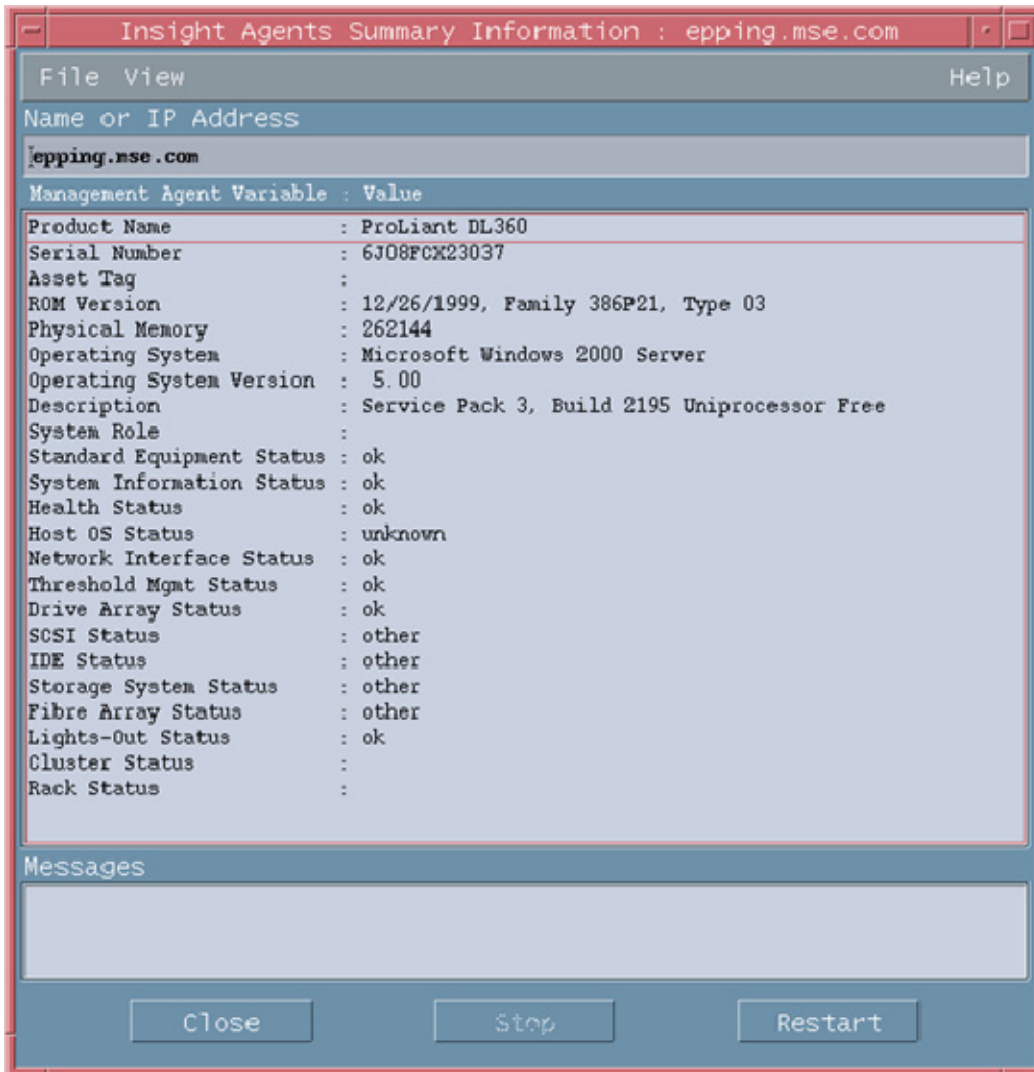 Insight Agents Summary Information : epping.mse.com
File View Help
Name or IP Address
epping.mse.com
Management Agent Variable : Value
Product Name : ProLiant DL360
Serial Number : 6J08FCX23037
Asset Tag :
ROM Version : 12/26/1999, Family 386P21, Type 03
Physical Memory : 262144
Operating System : Microsoft Windows 2000 Server
Operating System Version : 5.00
Description : Service Pack 3, Build 2195 Uniprocessor Free
System Role :
Standard Equipment Status : ok
System Information Status : ok
Health Status : ok
Host OS Status : unknown
Network Interface Status : ok
Threshold Mgmt Status : ok
Drive Array Status : ok
SCSI Status : other
IDE Status : other
Storage System Status : other
Fibre Array Status : other
Lights-Out Status : ok
Cluster Status :
Rack Status :
Messages
Close Stop Restart